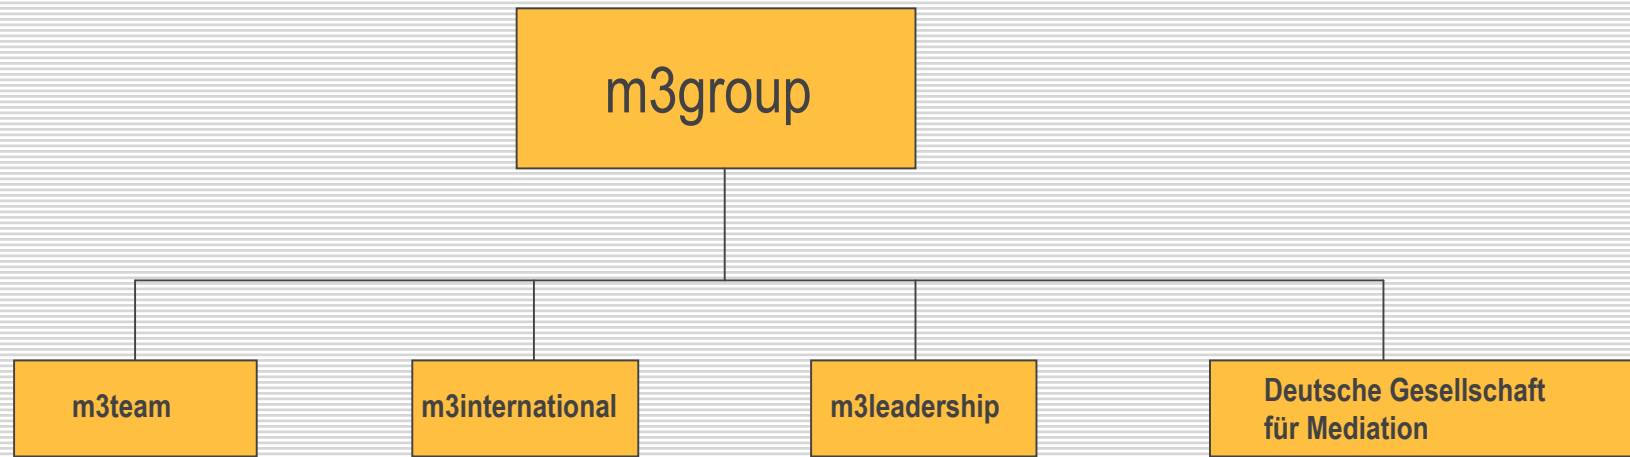 m3group
m3team
m3international
m3leadership
Deutsche Gesellschaft
für Mediation